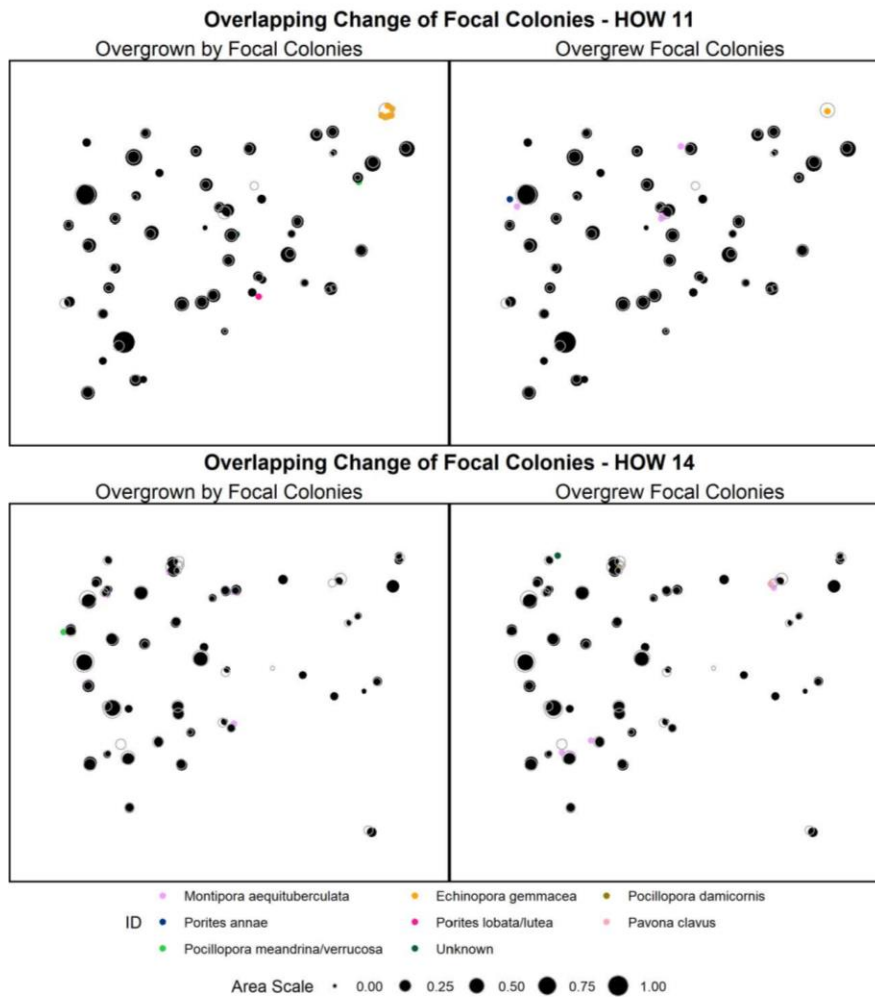 Overlapping Change of Focal Colonies - HOW 11
Overgrown by Focal Colonies
Overgrew Focal Colonies
Overlapping Change of Focal Colonies - HOW 14
Overgrown by Focal Colonies
Overgrew Focal Colonies
Montipora aequituberculata Echinopora gemmacea Pocillopora damicornis
ID Porites annae Porites lobata/lutea Pavona clavus
Pocillopora meandrina/verrucosa Unknown
Area Scale 0.00 0.25 0.50 0.75 1.00